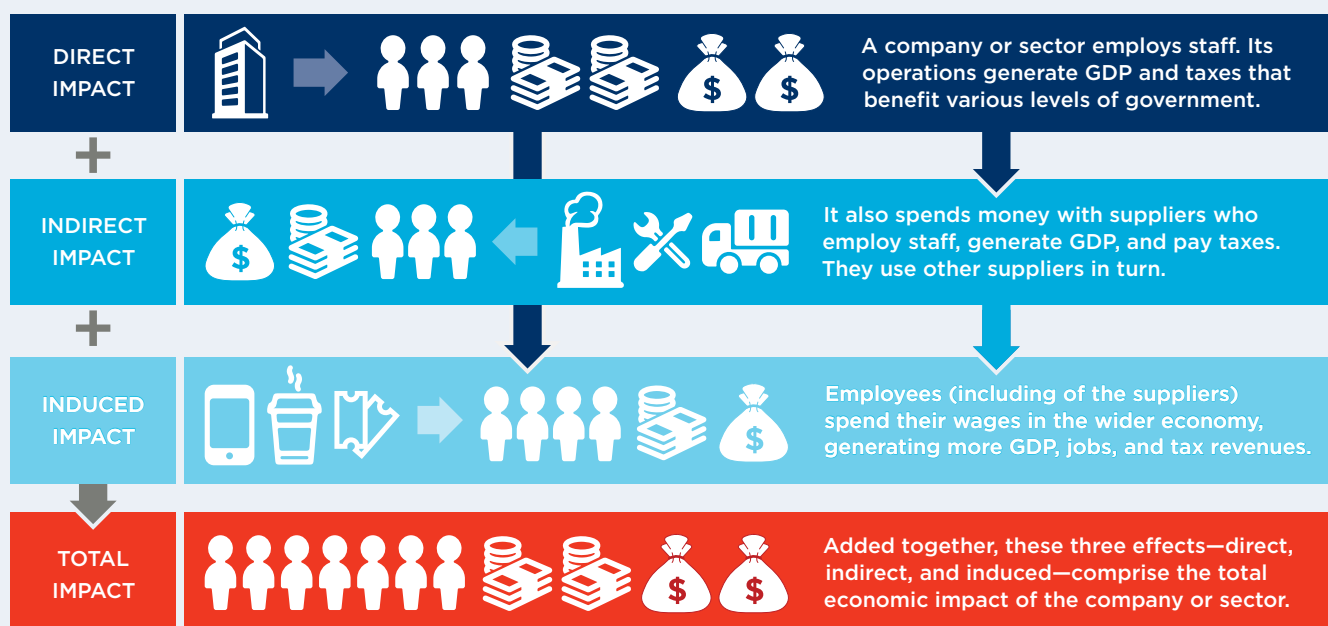 DIRECT
IMPACT
$ $
A company or sector employs staff. Its
operations generate GDP and taxes that
benefit various levels of government.
+
INDIRECT
IMPACT
$
It also spends money with suppliers who
employ staff, generate GDP, and pay taxes.
They use other suppliers in turn.
+
INDUCED
IMPACT
$
Employees (including of the suppliers)
spend their wages in the wider economy,
generating more GDP, jobs, and tax revenues.
TOTAL
IMPACT
$ $
Added together, these three effects—direct,
indirect, and induced—comprise the total
economic impact of the company or sector.